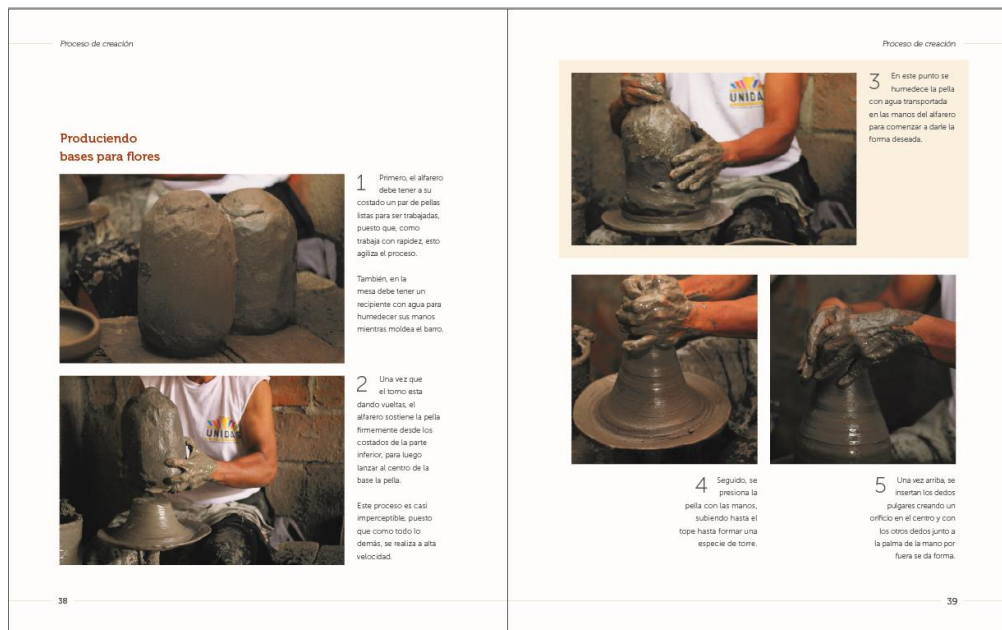 Proceso de creación
Produciendo
bases para flores
1 Primero, el alfarero
debe tener a su
costado un par de pellas
listas para ser trabajadas,
puesto que, como
trabaja con rapidez, esto
agiliza el proceso.
También, en la
mesa debe tener un
recipiente con agua para
humedecer sus manos
mientras moldea el barro.
UNIDA
2 Una vez que
el torno esta
dando vueltas, el
alfarero sostiene la pella
firmemente desde los
costados de la parte
inferior, para luego
lanzar al centro de la
base la pella.
Este proceso es casi
imperceptible, puesto
que como todo lo
demás, se realiza a alta
velocidad.
38
Proceso de creación
UNIDA
3 En este punto se
humedece la pella
con agua transportada
en las manos del alfarero
para comenzar a darle la
forma deseada.
4 Seguido, se
presiona la
pella con las manos,
subiendo hasta el
tope hasta formar una
especie de torre.
5 Una vez arriba, se
insertan los dedos
pulgares creando un
orificio en el centro y con
los otros dedos junto a
la palma de la mano por
fuera se da forma.
39